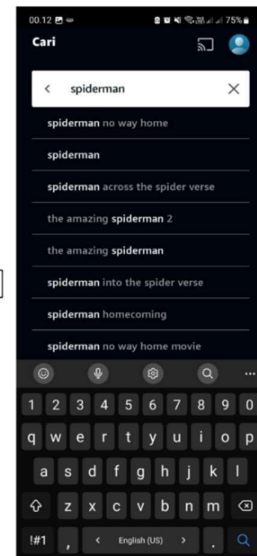 00.12 75%
Cari
spiderman
spiderman no way home
spiderman
spiderman across the spider verse
the amazing spiderman 2
the amazing spiderman
spiderman into the spider verse
spiderman homecoming
spiderman no way home movie
1 2 3 4 5 6 7 8 9 0
q w e r t y u i o p
a s d f g h j k l
z x c v b n m
!#1 , < English (US) > .